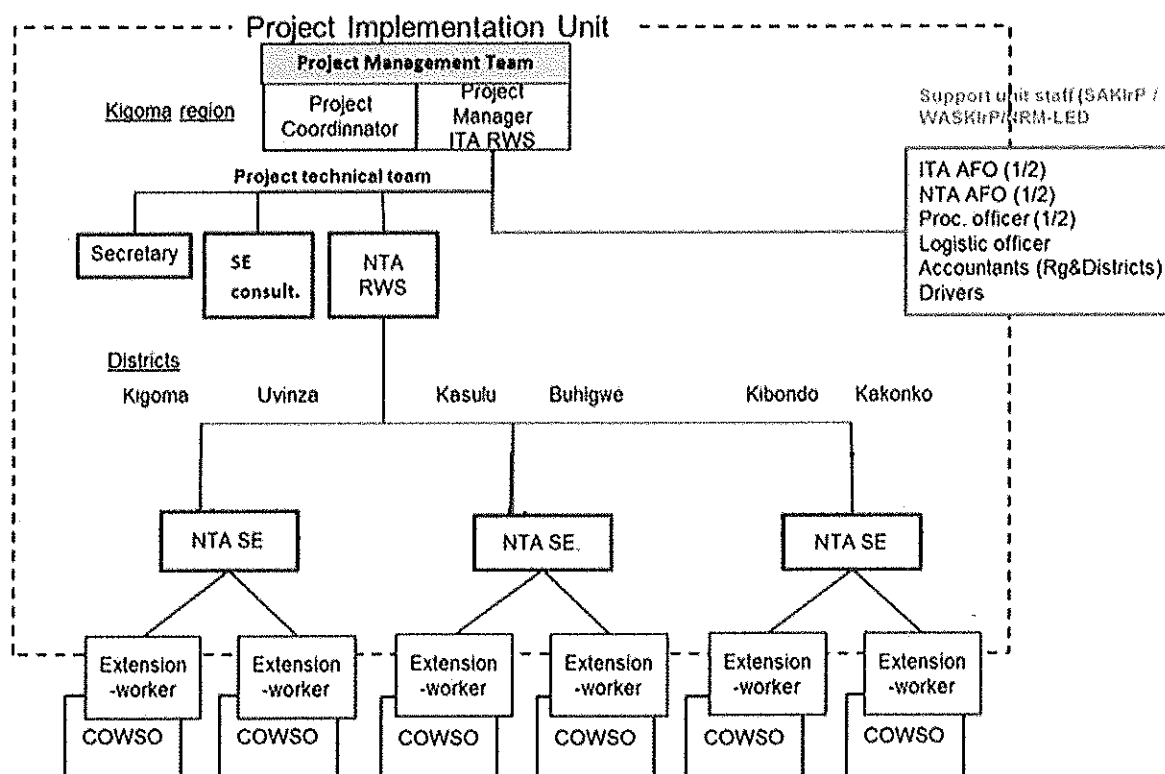 Project Implementation Unit
Project Management Team
Kigoma region
Project
Coordinnator
Project
Manager
ITA RWS
Support unit staff (SAKIrP /
WASKIrP/NRM-LED
ITA AFO (1/2)
NTA AFO (1/2)
Proc. officer (1/2)
Logistic officer
Accountants (Rg&Districts)
Drivers
Project technical team
Secretary
SE
consult.
NTA
RWS
Districts
Kigoma
Uvinza
Kasulu
Buhigwe
Kibondo
Kakonko
NTA SE
NTA SE.
NTA SE
Extension
-worker
Extension
-worker
Extension
-worker
Extension
-worker
Extension
-worker
Extension
-worker
COWSO
COWSO
COWSO
COWSO
COWSO
COWSO